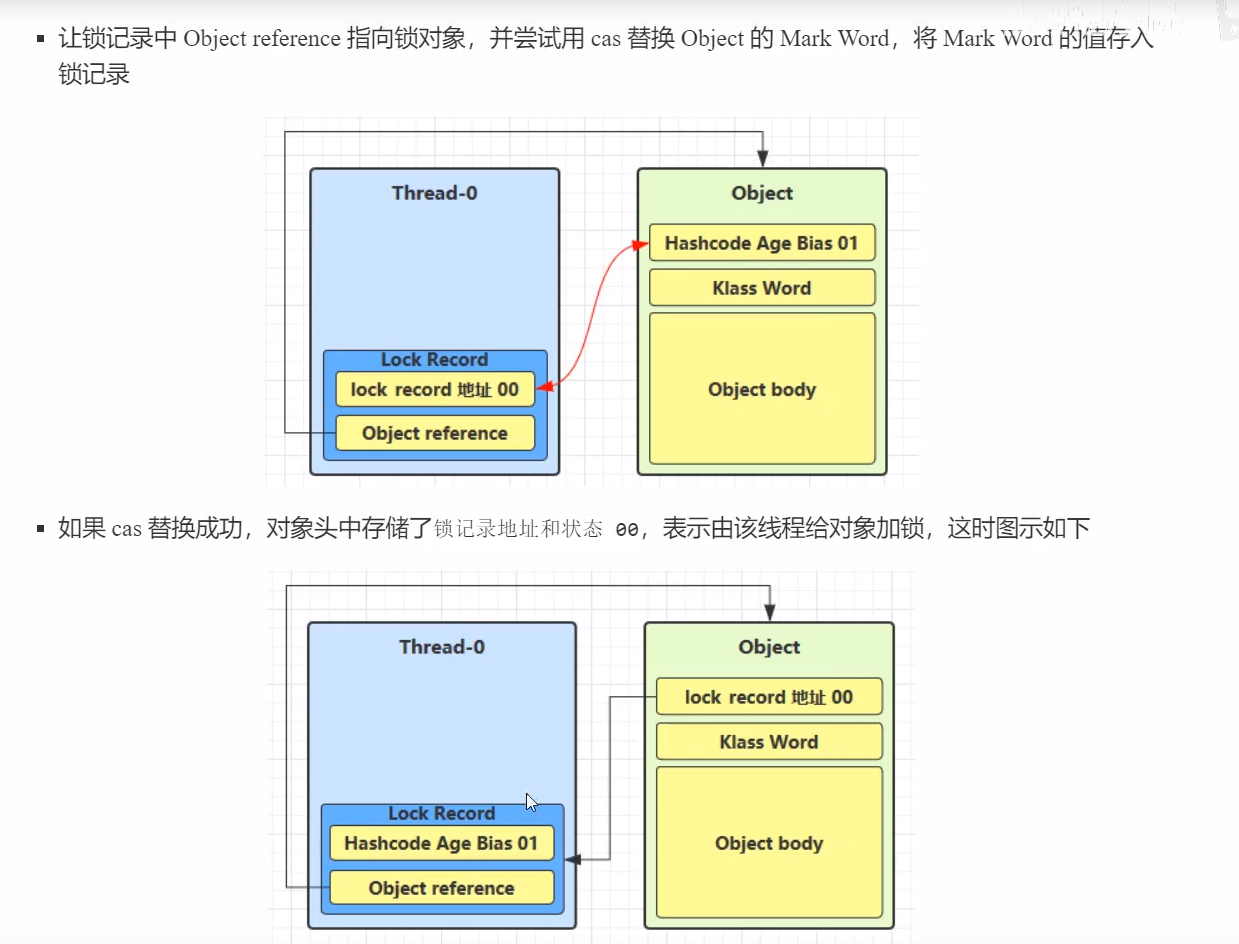 让锁记录中 Object reference 指向锁对象，并尝试用 cas 替换 Object 的 Mark Word，将 Mark Word 的值存入
锁记录
Thread-0
Object
Hashcode Age Bias 01
Klass Word
Lock Record
lock record 地址 00
Object body
Object reference
如果 cas 替换成功，对象头中存储了锁记录地址和状态 00，表示由该线程给对象加锁，这时图示如下
Thread-0
Object
lock record 地址 00
Klass Word
Lock Record
Hashcode Age Bias 01
Object body
Object reference